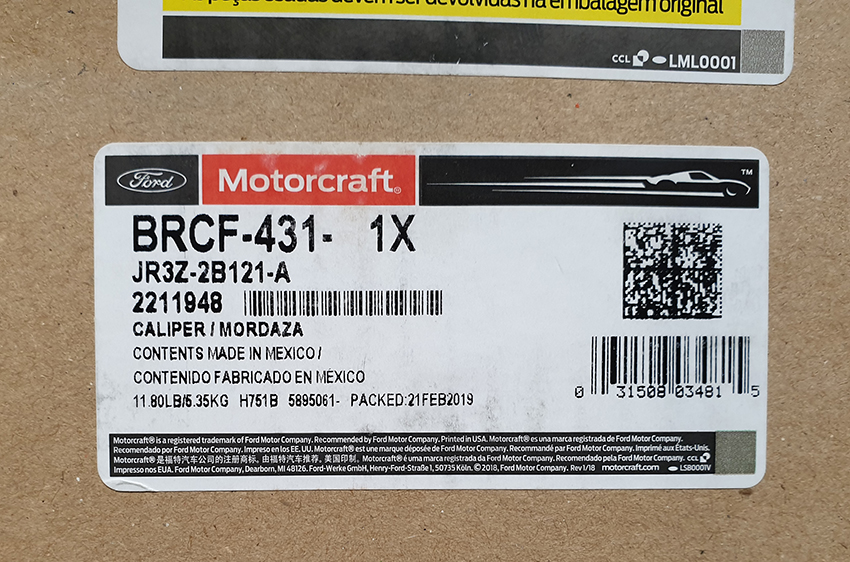 na embalagem original
CCL LML0001
Ford Motorcraft® TM
BRCF-431- 1X
JR3Z-2B121-A
2211948
CALIPER / MORDAZA
CONTENTS MADE IN MEXICO /
CONTENIDO FABRICADO EN MÉXICO
11.80LB/5.35KG H751B 5895061- PACKED:21FEB2019
0 31508 03481 5
Motorcraft® is a registered trademark of Ford Motor Company. Recommended by Ford Motor Company. Printed in USA. Motorcraft® es una marca registrada de Ford Motor Company.
Recomendado por Ford Motor Company. Impreso en los EE. UU. Motorcraft® est une marque déposée de Ford Motor Company. Recommandé par Ford Motor Company. Imprimé aux États-Unis.
Motorcraft® 是福特汽车公司的注册商标。由福特汽车推荐。美国印制。Motorcraft® é uma marca registrada da Ford Motor Company. Recomendado pela Ford Motor Company. CCL
Impresso nos EUA. Ford Motor Company, Dearborn, MI 48126. Ford-Werke GmbH, Henry-Ford-Straße 1, 50735 Köln. © 2018, Ford Motor Company. Rev 1/18 motorcraft.com LSB0001V